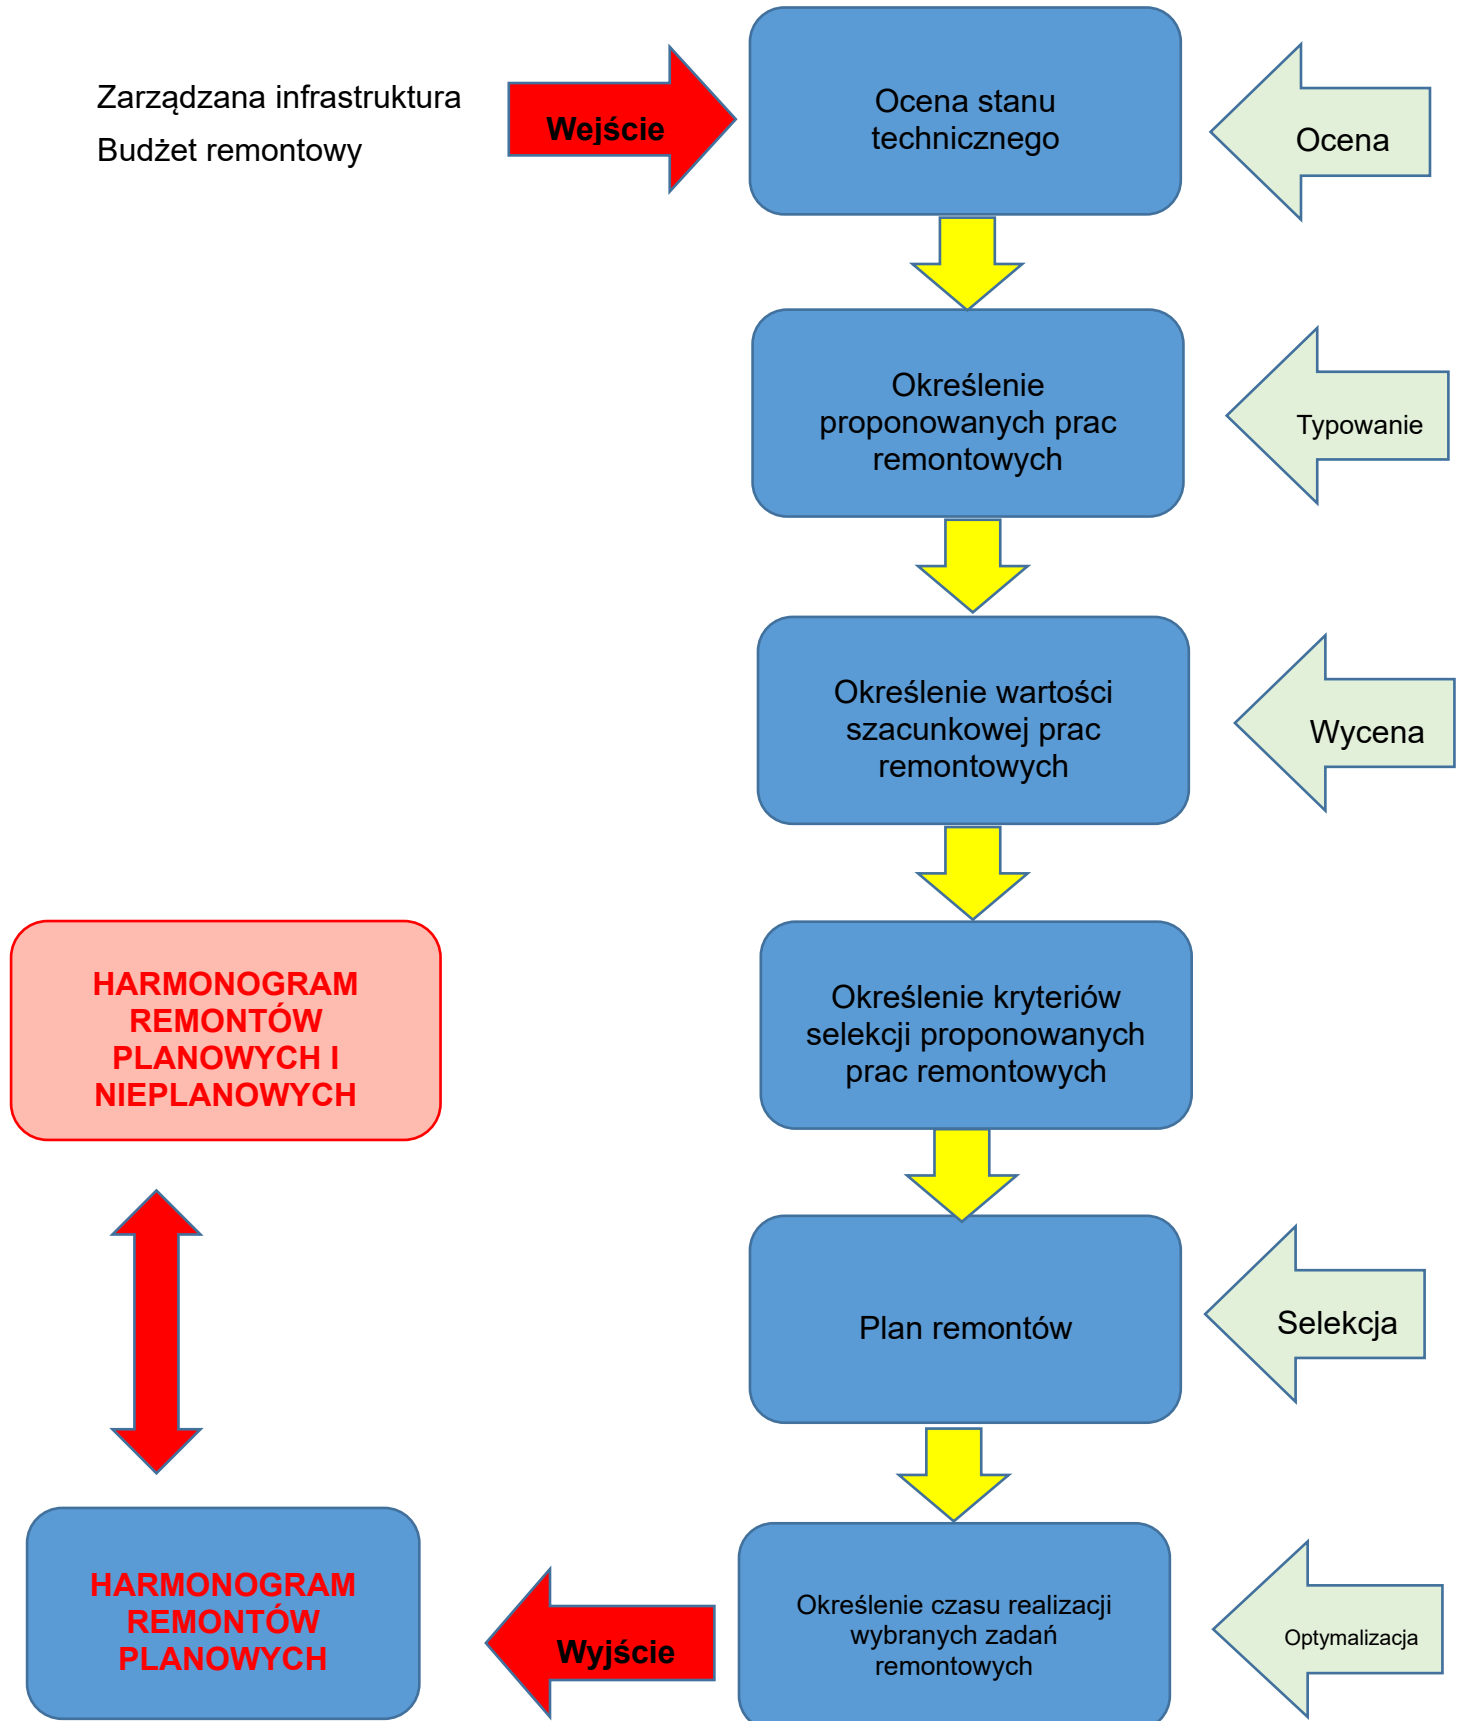 Zarządzana infrastruktura
Budżet remontowy
Wejście
Ocena stanu
technicznego
Ocena
Określenie
proponowanych prac
remontowych
Typowanie
Określenie wartości
szacunkowej prac
remontowych
Wycena
Określenie kryteriów
selekcji proponowanych
prac remontowych
HARMONOGRAM
REMONTÓW
PLANOWYCH I
NIEPLANOWYCH
Plan remontów
Selekcja
Określenie czasu realizacji
wybranych zadań
remontowych
Optymalizacja
Wyjście
HARMONOGRAM
REMONTÓW
PLANOWYCH